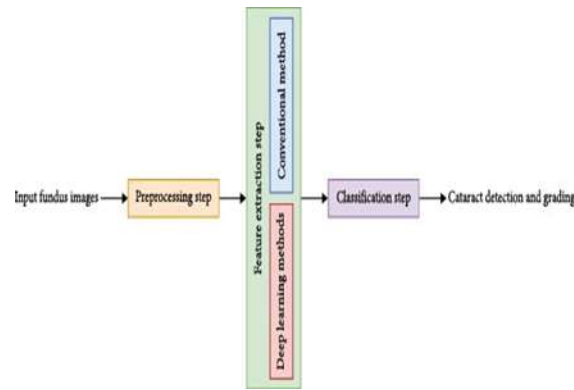 Input fundus images
Preprocessing step
Feature extraction step
Conventional method
Deep learning methods
Classification step
Cataract detection and grading